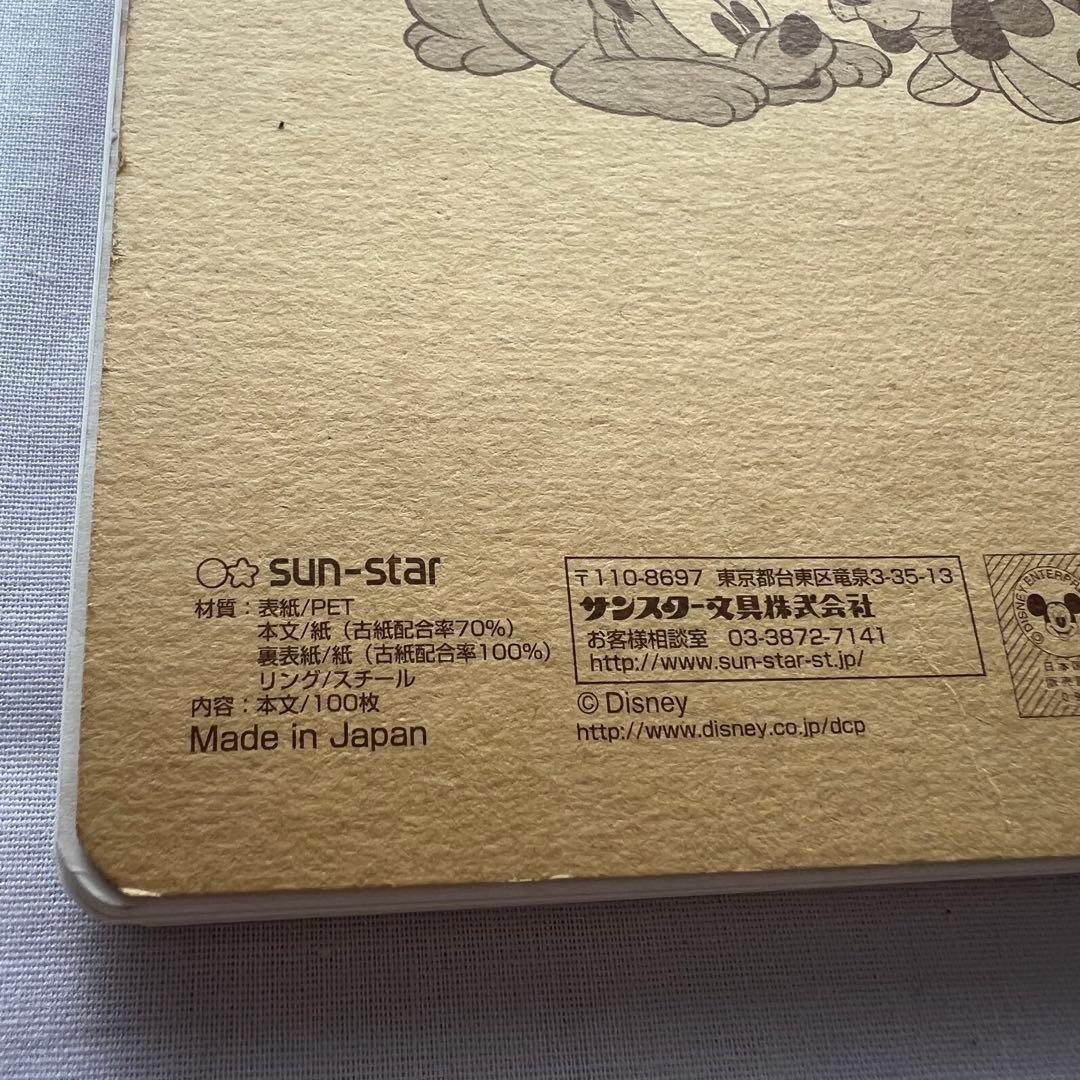 sun-star
材質：表紙/PET
本文/紙（古紙配合率70%）
裏表紙/紙（古紙配合率100%）
リング/スチール
内容：本文/100枚
Made in Japan
〒110-8697 東京都台東区竜泉3-35-13
サンスター文具株式会社
お客様相談室 03-3872-7141
http://www.sun-star-st.jp/
© Disney
http://www.disney.co.jp/dcp
© DISNEY ENTERPR
日本